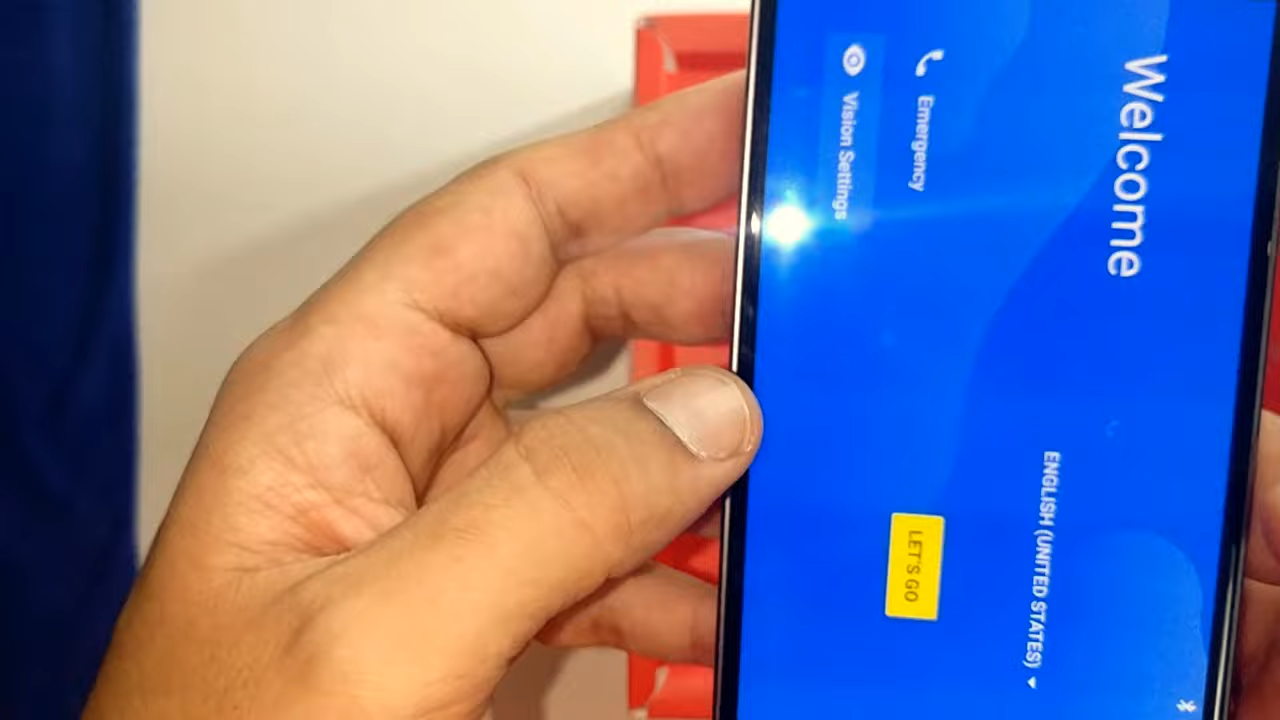 Welcome
ENGLISH (UNITED STATES)
Emergency
LET'S GO
Vision Settings